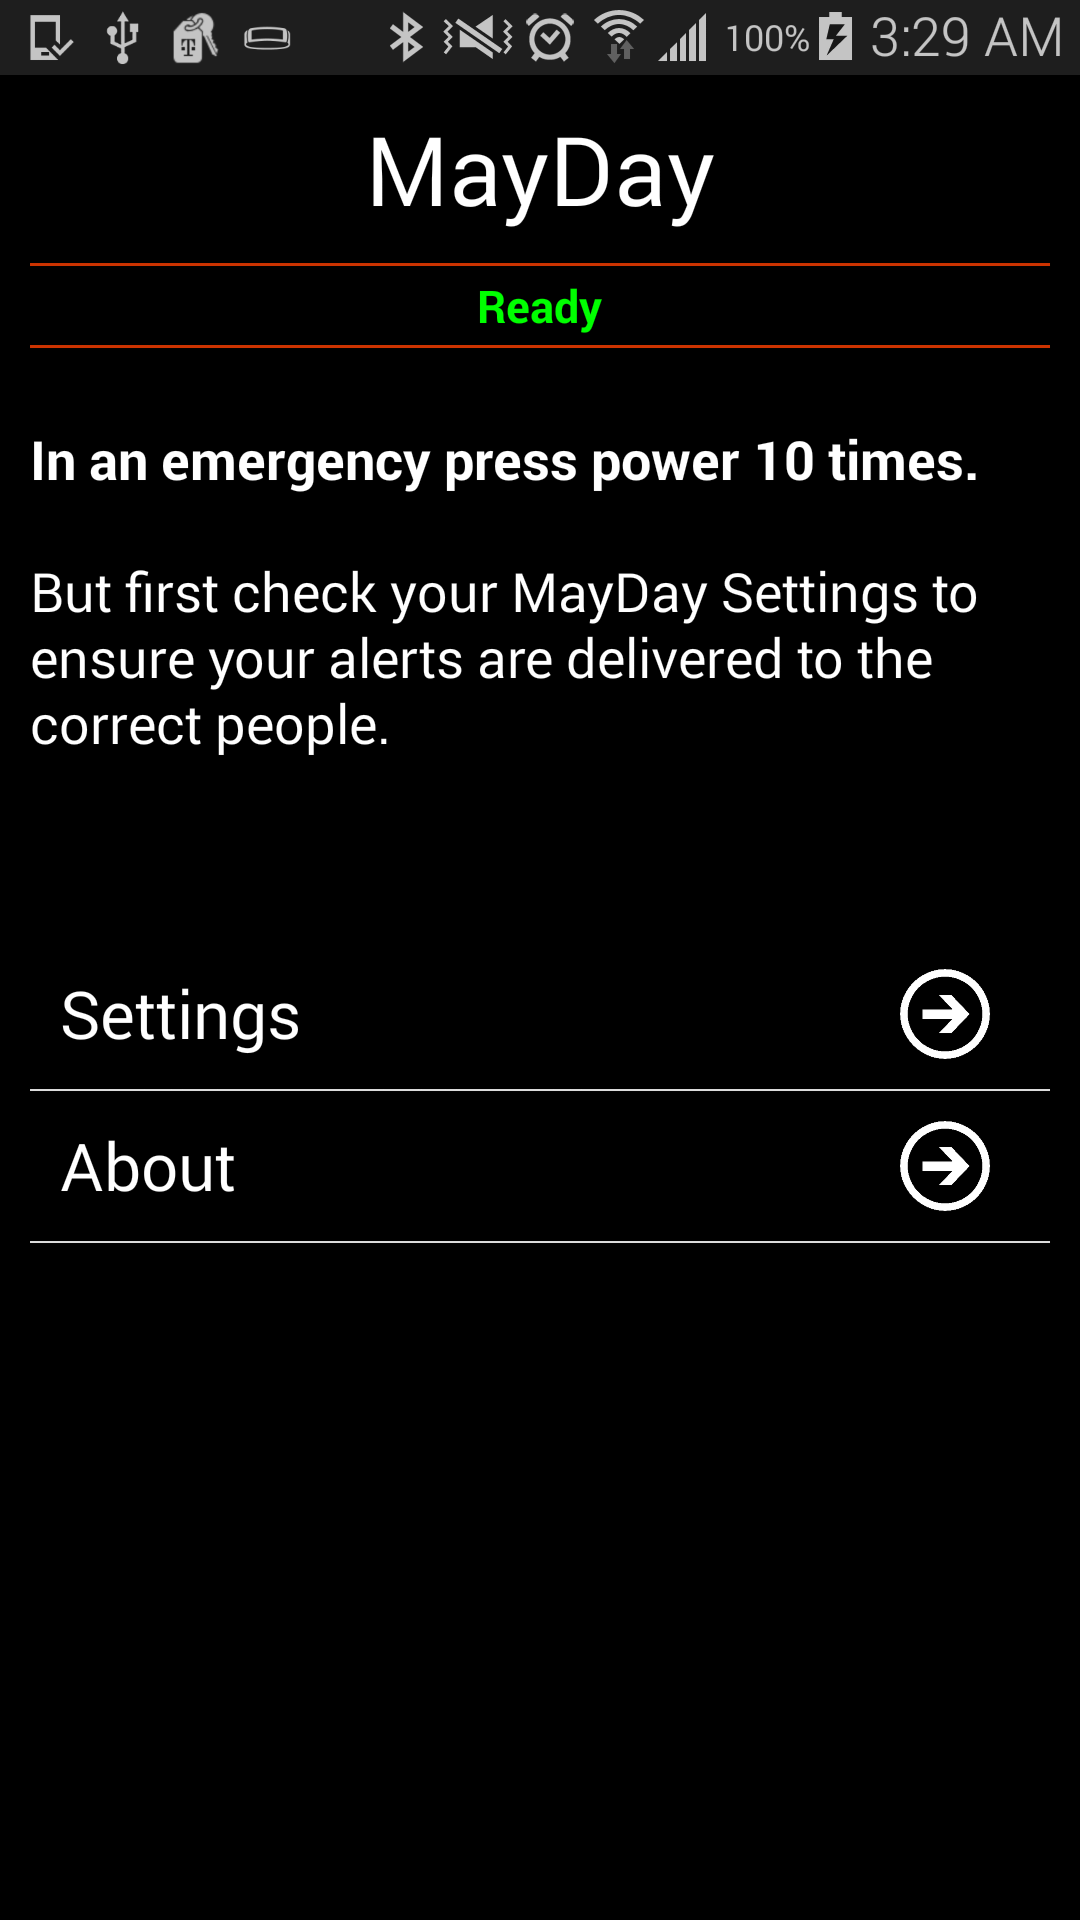 100% 3:29 AM
MayDay
Ready
In an emergency press power 10 times.
But first check your MayDay Settings to
ensure your alerts are delivered to the
correct people.
Settings
About